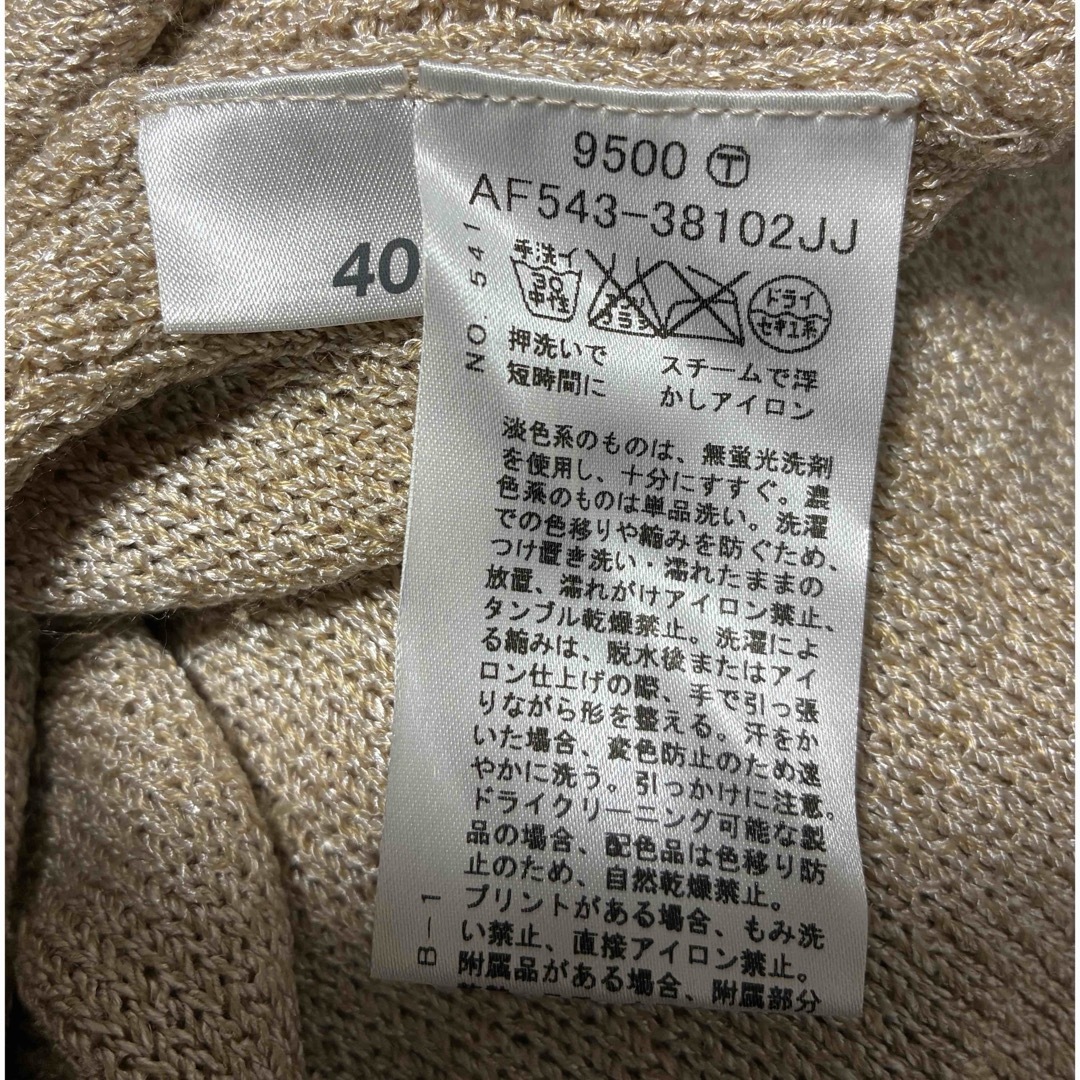 40
9500 Ⓣ
AF543-38102JJ
NO. 541
手洗イ
30
中性
エンソ
サラシ
ドライ
セキユ系
押洗いで
短時間に
スチームで浮
かしアイロン
淡色系のものは、無蛍光洗剤
を使用し、十分にすすぐ。濃
色系のものは単品洗い。洗濯
での色移りや縮みを防ぐため、
つけ置き洗い・濡れたままの
放置、濡れがけアイロン禁止、
タンブル乾燥禁止。洗濯によ
る縮みは、脱水後またはアイ
ロン仕上げの際、手で引っ張
りながら形を整える。汗をか
いた場合、変色防止のため速
やかに洗う。引っかけに注意。
ドライクリーニング可能な製
品の場合、配色品は色移り防
止のため、自然乾燥禁止。
プリントがある場合、もみ洗
い禁止、直接アイロン禁止。
附属品がある場合、附属部分
B-1